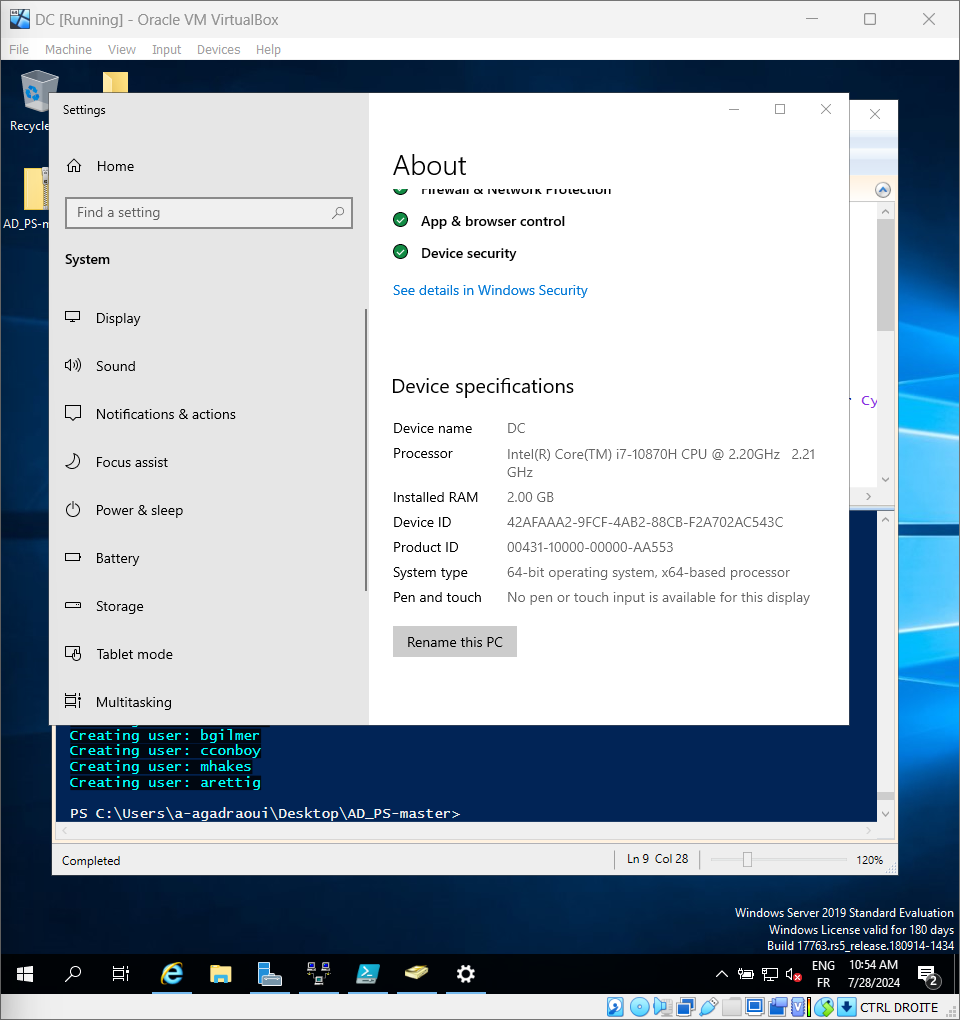 DC [Running] - Oracle VM VirtualBox
File Machine View Input Devices Help
Recycle
AD_PS-m
Settings
Home
Find a setting
System
Display
Sound
Notifications & actions
Focus assist
Power & sleep
Battery
Storage
Tablet mode
Multitasking
About
Firewall & Network Protection
App & browser control
Device security
See details in Windows Security
Device specifications
Device name DC
Processor Intel(R) Core(TM) i7-10870H CPU @ 2.20GHz 2.21
GHz
Installed RAM 2.00 GB
Device ID 42AFAAA2-9FCF-4AB2-88CB-F2A702AC543C
Product ID 00431-10000-00000-AA553
System type 64-bit operating system, x64-based processor
Pen and touch No pen or touch input is available for this display
Rename this PC
Cy
Creating user: bgilmer
Creating user: cconboy
Creating user: mhakes
Creating user: arettig
PS C:\Users\a-agadraoui\Desktop\AD_PS-master>
Completed Ln 9 Col 28 120%
Windows Server 2019 Standard Evaluation
Windows License valid for 180 days
Build 17763.rs5_release.180914-1434
ENG 10:54 AM
FR 7/28/2024
2
CTRL DROITE